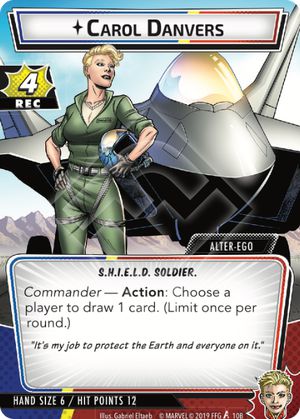 CAROL DANVERS
4
REC
ALTER-EGO
S.H.I.E.L.D. SOLDIER.
Commander — Action: Choose a
player to draw 1 card. (Limit once per
round.)
"It's my job to protect the Earth and everyone on it."
HAND SIZE 6 / HIT POINTS 12
Illus. Gabriel Eltaeb © MARVEL © 2019 FFG 10B